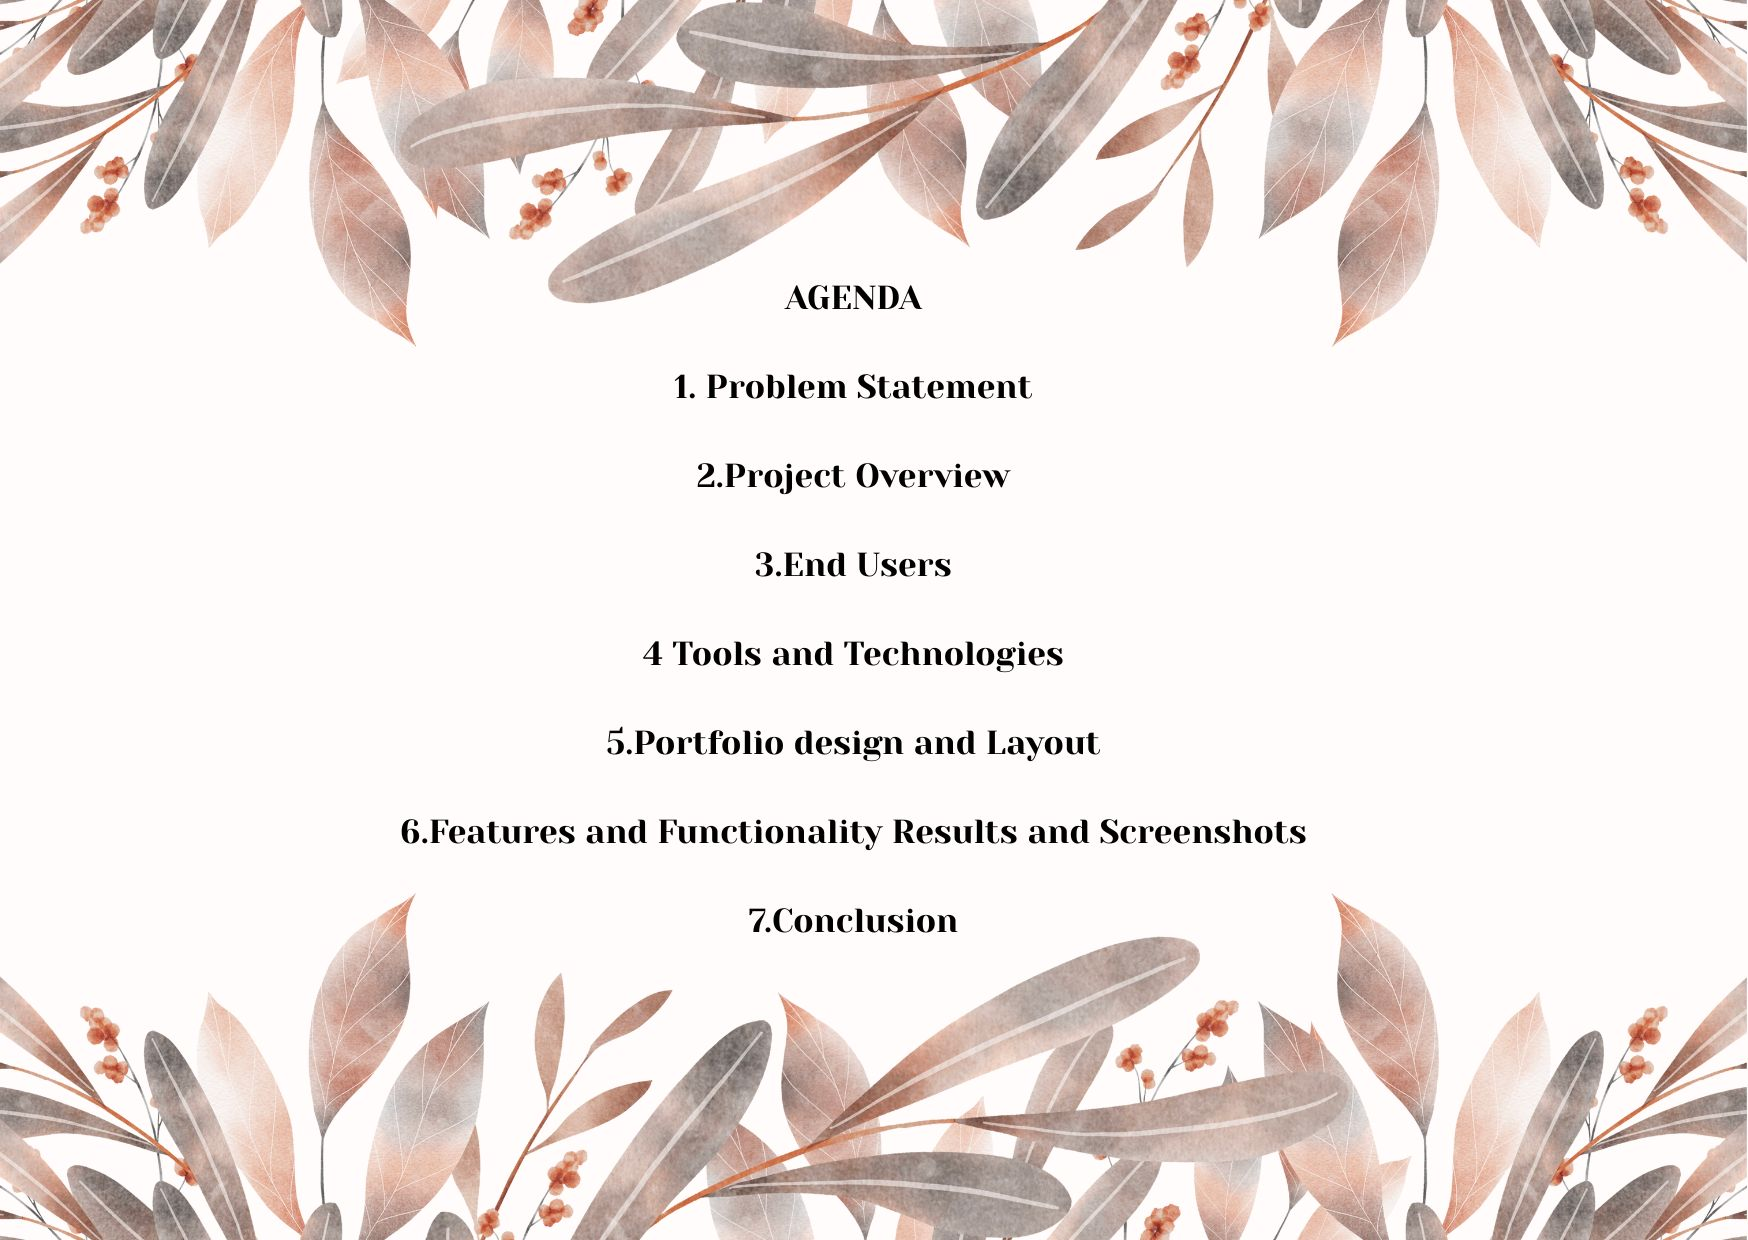 AGENDA
1. Problem Statement
2.Project Overview
3.End Users
4 Tools and Technologies
5.Portfolio design and Layout
6.Features and Functionality Results and Screenshots
7.Conclusion